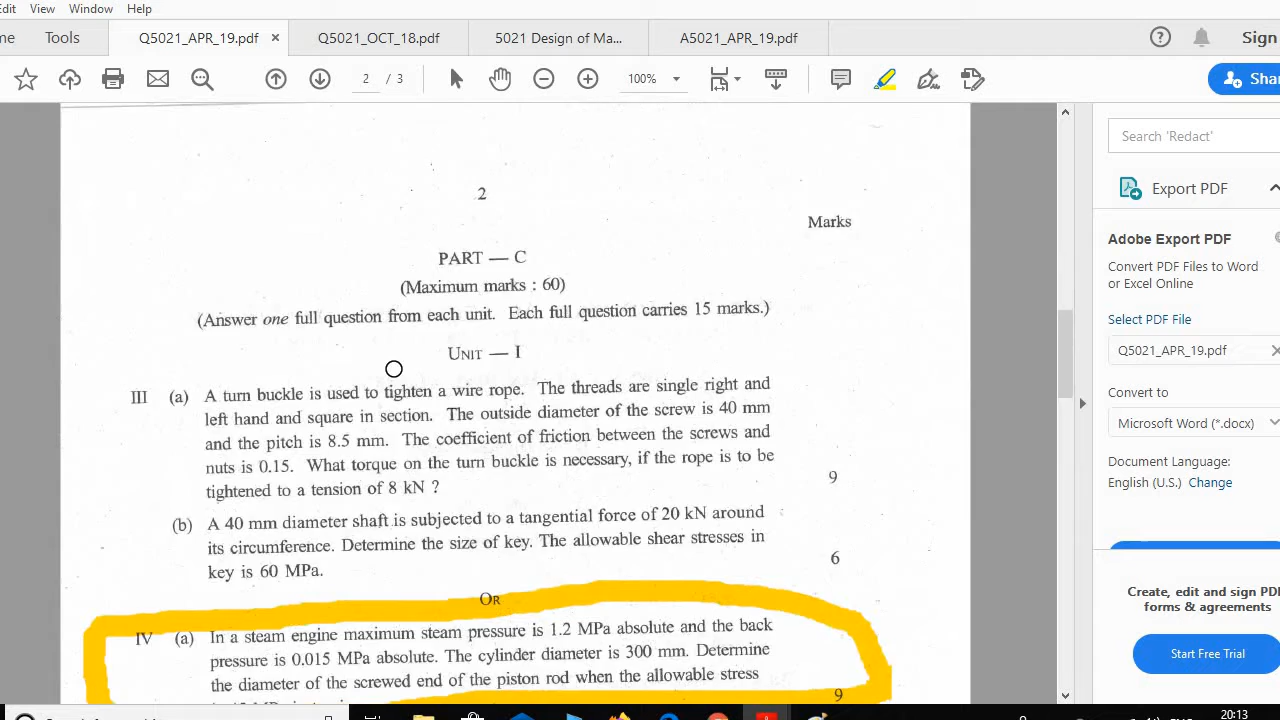 Edit View Window Help
me Tools Q5021_APR_19.pdf × Q5021_OCT_18.pdf 5021 Design of Ma... A5021_APR_19.pdf Sign
2 / 3 100% Sha
2
Marks
PART — C
(Maximum marks : 60)
(Answer one full question from each unit. Each full question carries 15 marks.)
UNIT — I
III (a) A turn buckle is used to tighten a wire rope. The threads are single right and
left hand and square in section. The outside diameter of the screw is 40 mm
and the pitch is 8.5 mm. The coefficient of friction between the screws and
nuts is 0.15. What torque on the turn buckle is necessary, if the rope is to be
tightened to a tension of 8 kN ? 9
(b) A 40 mm diameter shaft is subjected to a tangential force of 20 kN around
its circumference. Determine the size of key. The allowable shear stresses in
key is 60 MPa. 6
OR
IV (a) In a steam engine maximum steam pressure is 1.2 MPa absolute and the back
pressure is 0.015 MPa absolute. The cylinder diameter is 300 mm. Determine
the diameter of the screwed end of the piston rod when the allowable stress
9
Search 'Redact'
Export PDF
Adobe Export PDF
Convert PDF Files to Word
or Excel Online
Select PDF File
Q5021_APR_19.pdf ×
Convert to
Microsoft Word (*.docx)
Document Language:
English (U.S.) Change
Create, edit and sign PD
forms & agreements
Start Free Trial
20:13